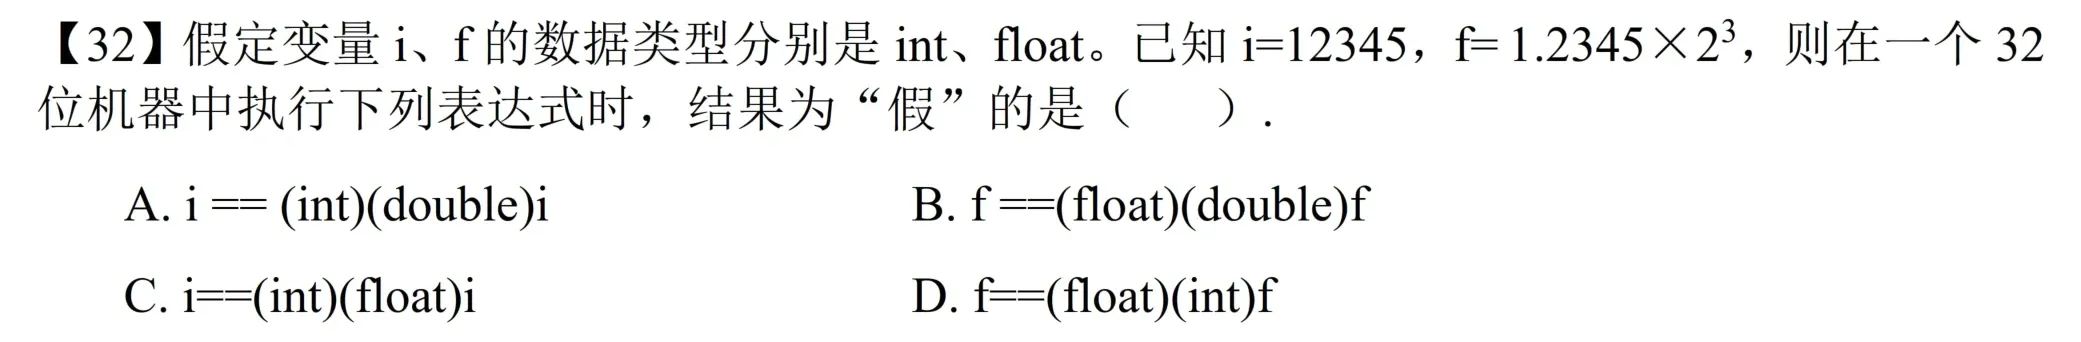 【32】假定变量 i、f 的数据类型分别是 int、float。已知 i=12345，f= 1.2345×2³，则在一个 32
位机器中执行下列表达式时，结果为“假”的是（　　）.
A. i == (int)(double)i
B. f ==(float)(double)f
C. i==(int)(float)i
D. f==(float)(int)f